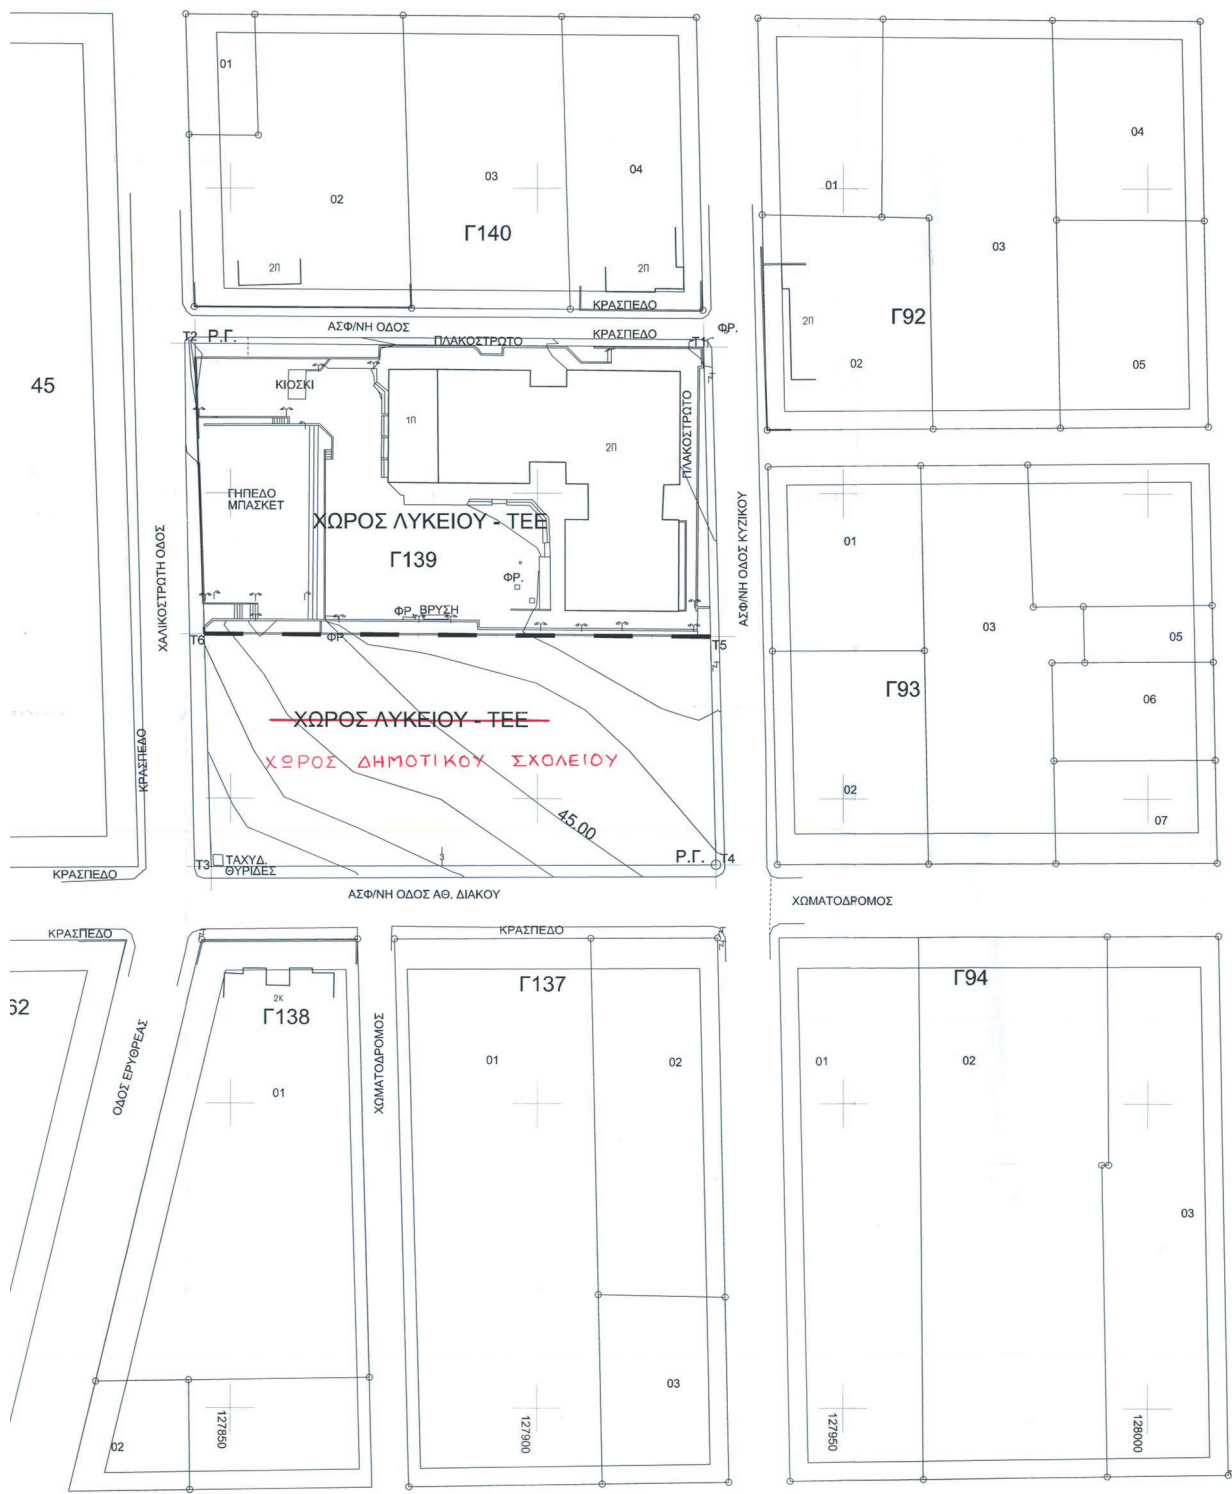 01
02
03
04
Γ140
2Π
2Π
ΚΡΑΣΠΕΔΟ
01
04
03
Γ92
2Π
02
05
ΑΣΦ/ΝΗ ΟΔΟΣ
ΚΡΑΣΠΕΔΟ
ΦΡ.
Τ2
Ρ.Γ.
ΠΛΑΚΟΣΤΡΩΤΟ
Τ1
45
ΚΙΟΣΚΙ
1Π
2Π
ΠΛΑΚΟΣΤΡΩΤΟ
ΓΗΠΕΔΟ
ΜΠΑΣΚΕΤ
ΧΩΡΟΣ ΛΥΚΕΙΟΥ - ΤΕΕ
Γ139
ΦΡ.
ΦΡ.
ΒΡΥΣΗ
ΦΡ.
Τ6
Τ5
ΧΑΛΙΚΟΣΤΡΩΤΗ ΟΔΟΣ
ΑΣΦ/ΝΗ ΟΔΟΣ ΚΥΖΙΚΟΥ
01
03
05
Γ93
06
02
07
ΧΩΡΟΣ ΛΥΚΕΙΟΥ - ΤΕΕ
ΧΩΡΟΣ ΔΗΜΟΤΙΚΟΥ ΣΧΟΛΕΙΟΥ
ΚΡΑΣΠΕΔΟ
45.00
3
Ρ.Γ.
Τ4
Τ3
ΤΑΧΥΔ.
ΘΥΡΙΔΕΣ
ΚΡΑΣΠΕΔΟ
ΑΣΦ/ΝΗ ΟΔΟΣ ΑΘ. ΔΙΑΚΟΥ
ΧΩΜΑΤΟΔΡΟΜΟΣ
ΚΡΑΣΠΕΔΟ
ΚΡΑΣΠΕΔΟ
62
2Κ
Γ138
01
02
ΟΔΟΣ ΕΡΥΘΡΕΑΣ
ΧΩΜΑΤΟΔΡΟΜΟΣ
Γ137
01
02
03
Γ94
01
02
03
127850
127900
127950
128000